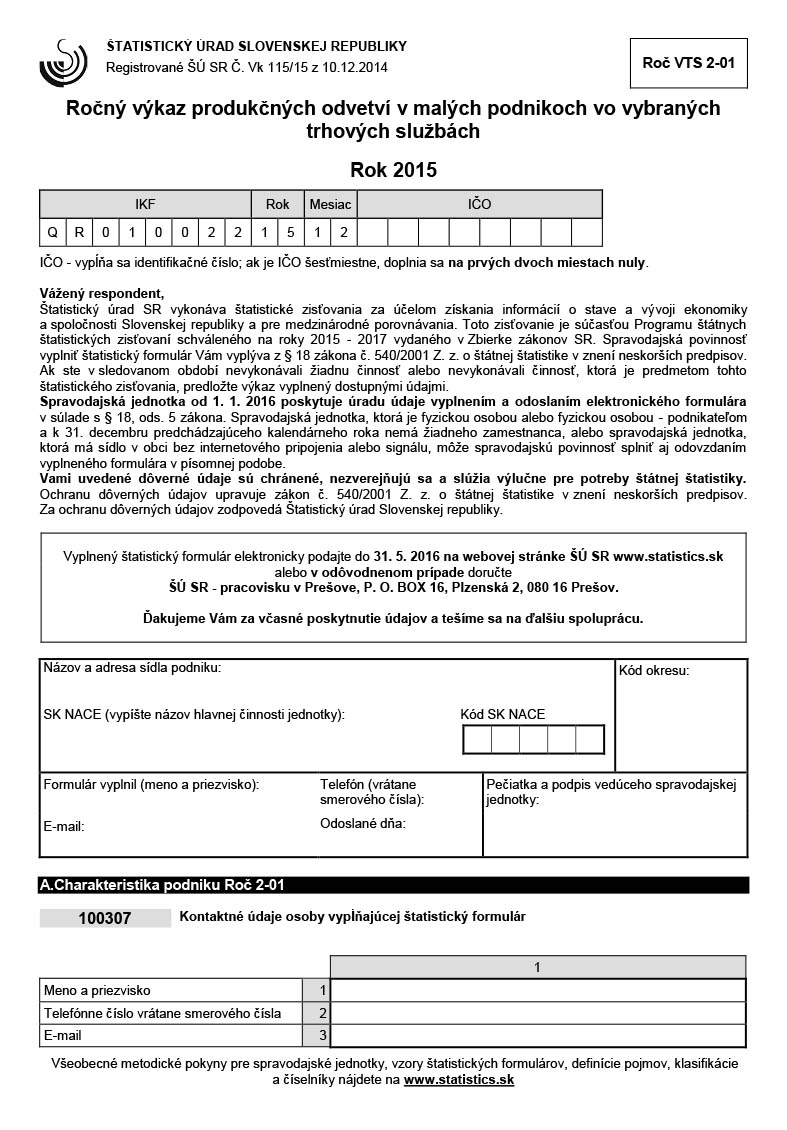 ŠTATISTICKÝ ÚRAD SLOVENSKEJ REPUBLIKY
Registrované ŠÚ SR Č. Vk 115/15 z 10.12.2014
Roč VTS 2-01
Ročný výkaz produkčných odvetví v malých podnikoch vo vybraných
trhových službách
Rok 2015
IKF Rok Mesiac IČO
Q R 0 1 0 0 2 2 1 5 1 2
IČO - vypĺňa sa identifikačné číslo; ak je IČO šesťmiestne, doplnia sa na prvých dvoch miestach nuly.
Vážený respondent,
Štatistický úrad SR vykonáva štatistické zisťovania za účelom získania informácií o stave a vývoji ekonomiky
a spoločnosti Slovenskej republiky a pre medzinárodné porovnávania. Toto zisťovanie je súčasťou Programu štátnych
štatistických zisťovaní schváleného na roky 2015 - 2017 vydaného v Zbierke zákonov SR. Spravodajská povinnosť
vyplniť štatistický formulár Vám vyplýva z § 18 zákona č. 540/2001 Z. z. o štátnej štatistike v znení neskorších predpisov.
Ak ste v sledovanom období nevykonávali žiadnu činnosť alebo nevykonávali činnosť, ktorá je predmetom tohto
štatistického zisťovania, predložte výkaz vyplnený dostupnými údajmi.
Spravodajská jednotka od 1. 1. 2016 poskytuje úradu údaje vyplnením a odoslaním elektronického formulára
v súlade s § 18, ods. 5 zákona. Spravodajská jednotka, ktorá je fyzickou osobou alebo fyzickou osobou - podnikateľom
a k 31. decembru predchádzajúceho kalendárneho roka nemá žiadneho zamestnanca, alebo spravodajská jednotka,
ktorá má sídlo v obci bez internetového pripojenia alebo signálu, môže spravodajskú povinnosť splniť aj odovzdaním
vyplneného formulára v písomnej podobe.
Vami uvedené dôverné údaje sú chránené, nezverejňujú sa a slúžia výlučne pre potreby štátnej štatistiky.
Ochranu dôverných údajov upravuje zákon č. 540/2001 Z. z. o štátnej štatistike v znení neskorších predpisov.
Za ochranu dôverných údajov zodpovedá Štatistický úrad Slovenskej republiky.
Vyplnený štatistický formulár elektronicky podajte do 31. 5. 2016 na webovej stránke ŠÚ SR www.statistics.sk
alebo v odôvodnenom prípade doručte
ŠÚ SR - pracovisku v Prešove, P. O. BOX 16, Plzenská 2, 080 16 Prešov.
Ďakujeme Vám za včasné poskytnutie údajov a tešíme sa na ďalšiu spoluprácu.
Názov a adresa sídla podniku:
Kód okresu:
SK NACE (vypíšte názov hlavnej činnosti jednotky):
Kód SK NACE
Formulár vyplnil (meno a priezvisko):
Telefón (vrátane
smerového čísla):
Pečiatka a podpis vedúceho spravodajskej
jednotky:
E-mail:
Odoslané dňa:
A.Charakteristika podniku Roč 2-01
100307 Kontaktné údaje osoby vypĺňajúcej štatistický formulár
1
Meno a priezvisko 1
Telefónne číslo vrátane smerového čísla 2
E-mail 3
Všeobecné metodické pokyny pre spravodajské jednotky, vzory štatistických formulárov, definície pojmov, klasifikácie
a číselníky nájdete na www.statistics.sk